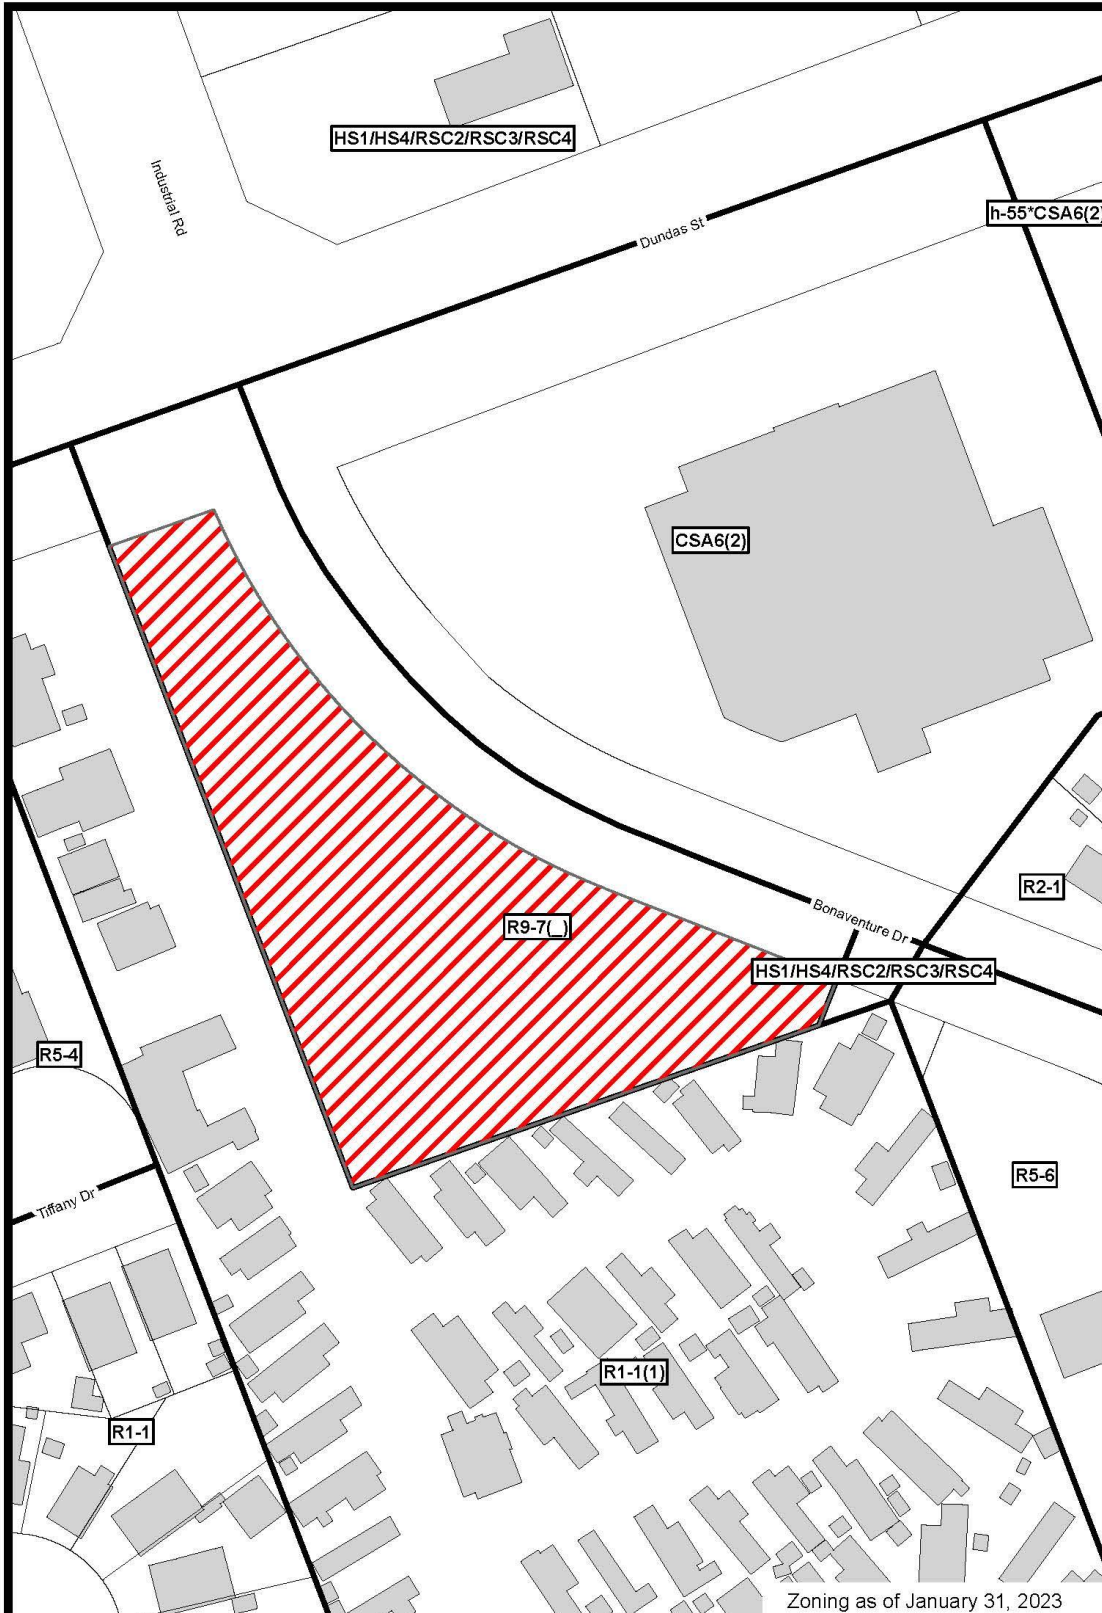 HS1/HS4/RSC2/RSC3/RSC4
Industrial Rd
h-55*CSA6(2)
Dundas St
CSA6(2)
R2-1
Bonaventure Dr
R9-7(_)
HS1/HS4/RSC2/RSC3/RSC4
R5-4
R5-6
Tiffany Dr
R1-1(1)
R1-1
Zoning as of January 31, 2023